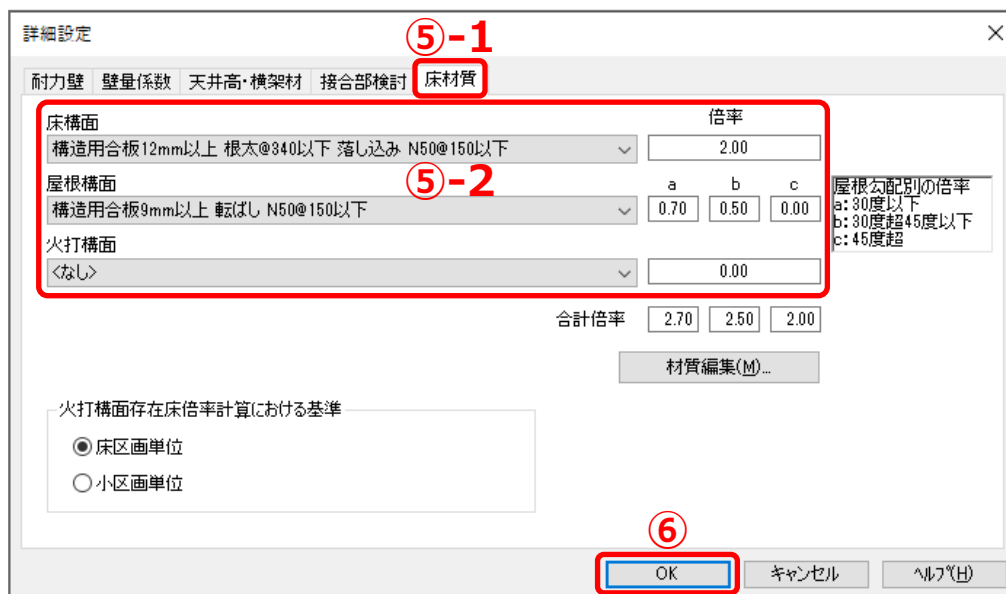 詳細設定
⑤-1
耐力壁 壁量係数 天井高・横架材 接合部検討 床材質
床構面 倍率
構造用合板12mm以上 根太@340以下 落し込み N50@150以下 2.00
⑤-2
屋根構面 a b c
構造用合板9mm以上 転ばし N50@150以下 0.70 0.50 0.00
屋根勾配別の倍率
a:30度以下
b:30度超45度以下
c:45度超
火打構面
<なし> 0.00
合計倍率 2.70 2.50 2.00
材質編集(M)...
火打構面存在床倍率計算における基準
床区画単位
小区画単位
⑥
OK キャンセル ヘルプ(H)